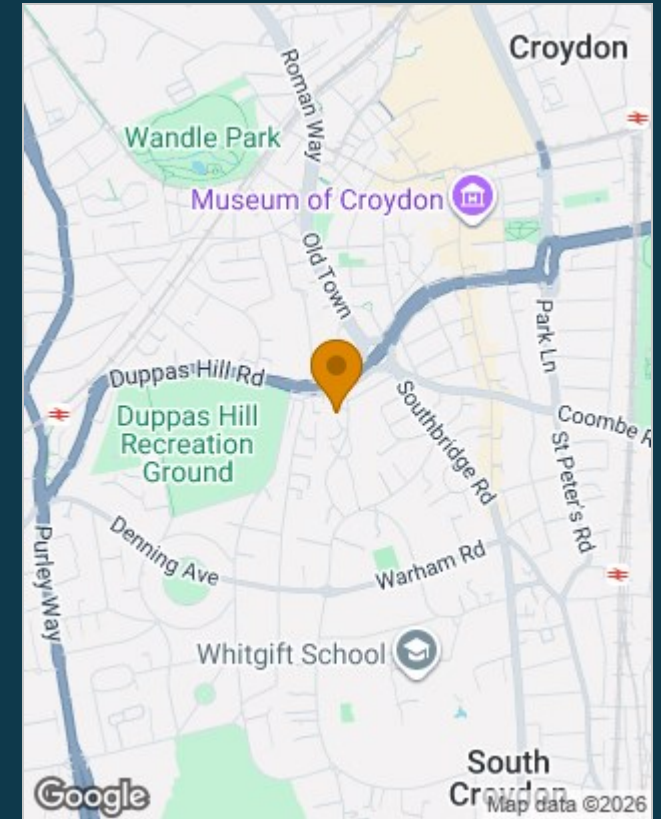 Croydon
Roman Way
Wandle Park
Museum of Croydon
Old Town
Park Ln
Duppas Hill Rd
Duppas Hill
Recreation
Ground
Southbridge Rd
Coombe R
St Peter's Rd
Purley Way
Denning Ave
Warham Rd
Whitgift School
South
Croydon
Google
Map data ©2026